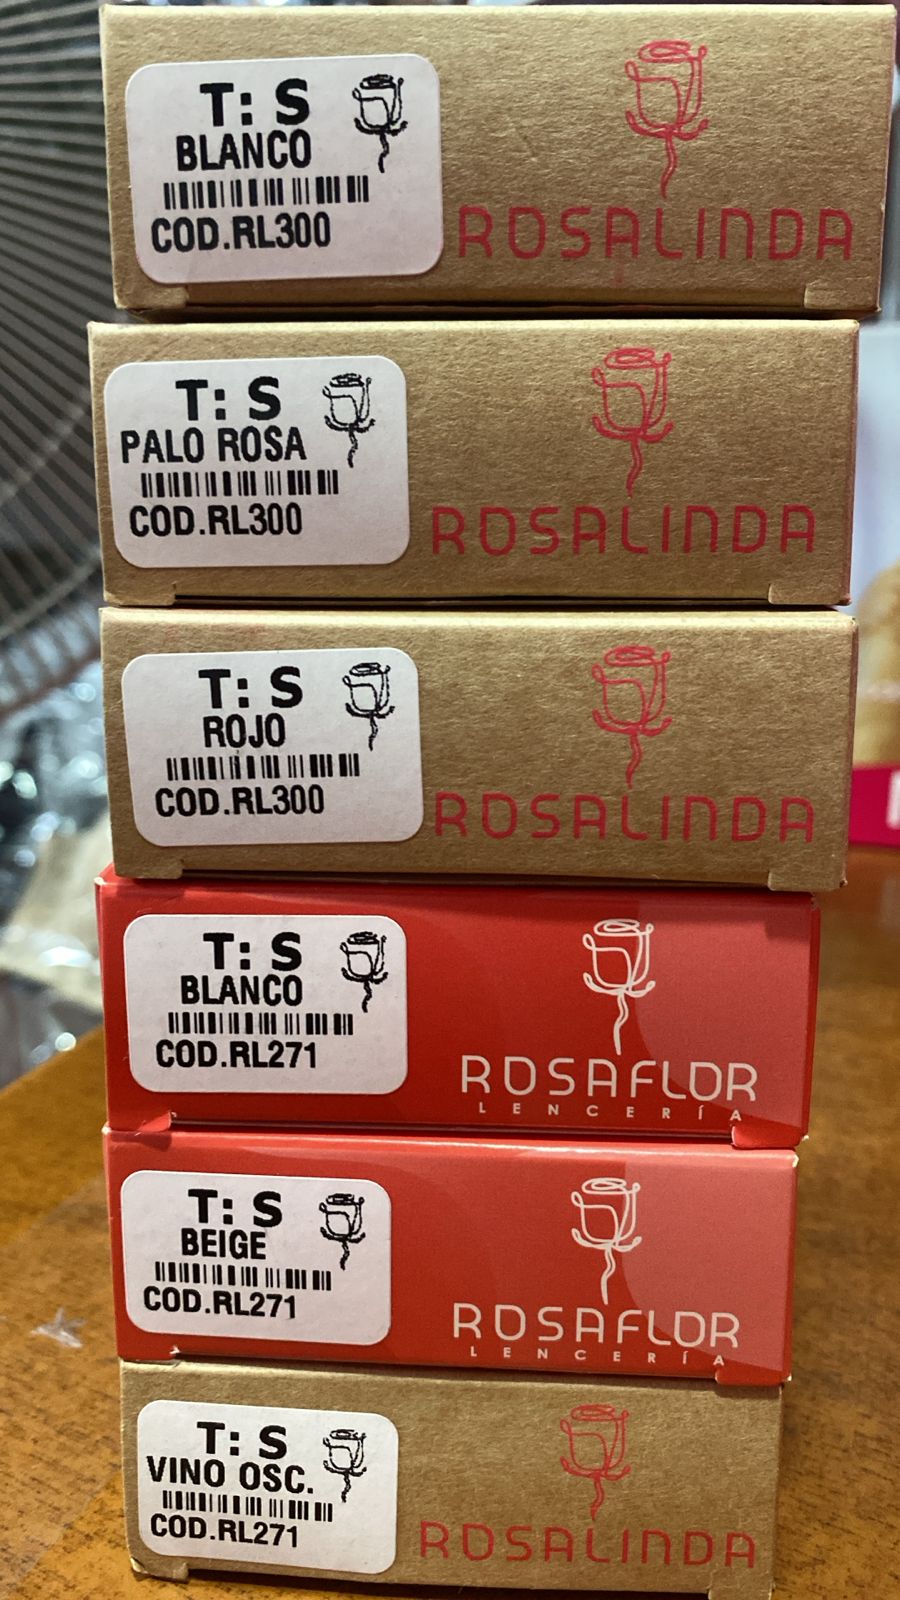 T: S
BLANCO
COD.RL300
ROSALINDA
T: S
PALO ROSA
COD.RL300
ROSALINDA
T: S
ROJO
COD.RL300
ROSALINDA
T: S
BLANCO
COD.RL271
ROSAFLOR
LENCERÍA
T: S
BEIGE
COD.RL271
ROSAFLOR
LENCERÍA
T: S
VINO OSC.
COD.RL271
ROSALINDA